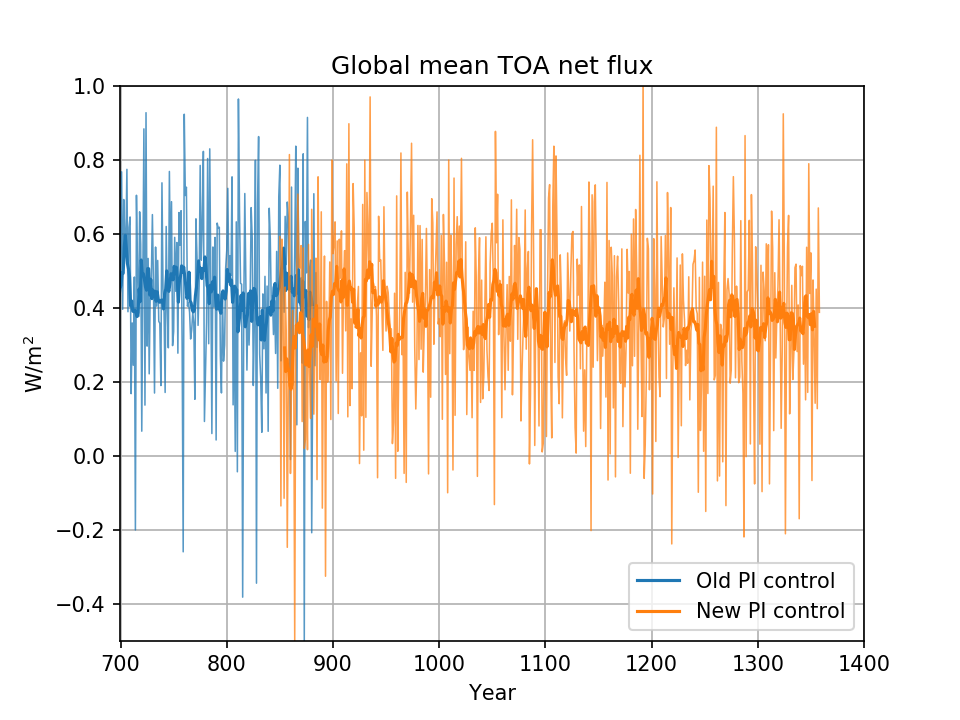 Global mean TOA net flux
1.0
0.8
0.6
0.4
0.2
0.0
−0.2
−0.4
W/m²
700 800 900 1000 1100 1200 1300 1400
Year
Old PI control
New PI control